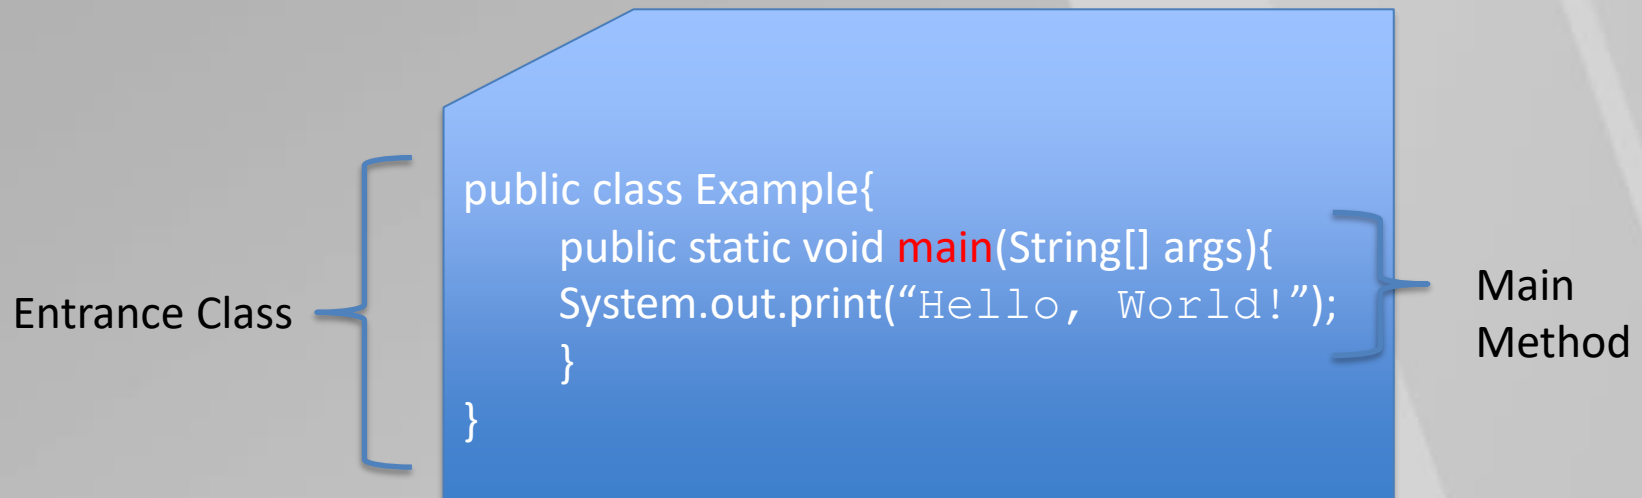 public class Example{
public static void main(String[] args){
System.out.print(“Hello, World!”);
}
}
Entrance Class
Main
Method